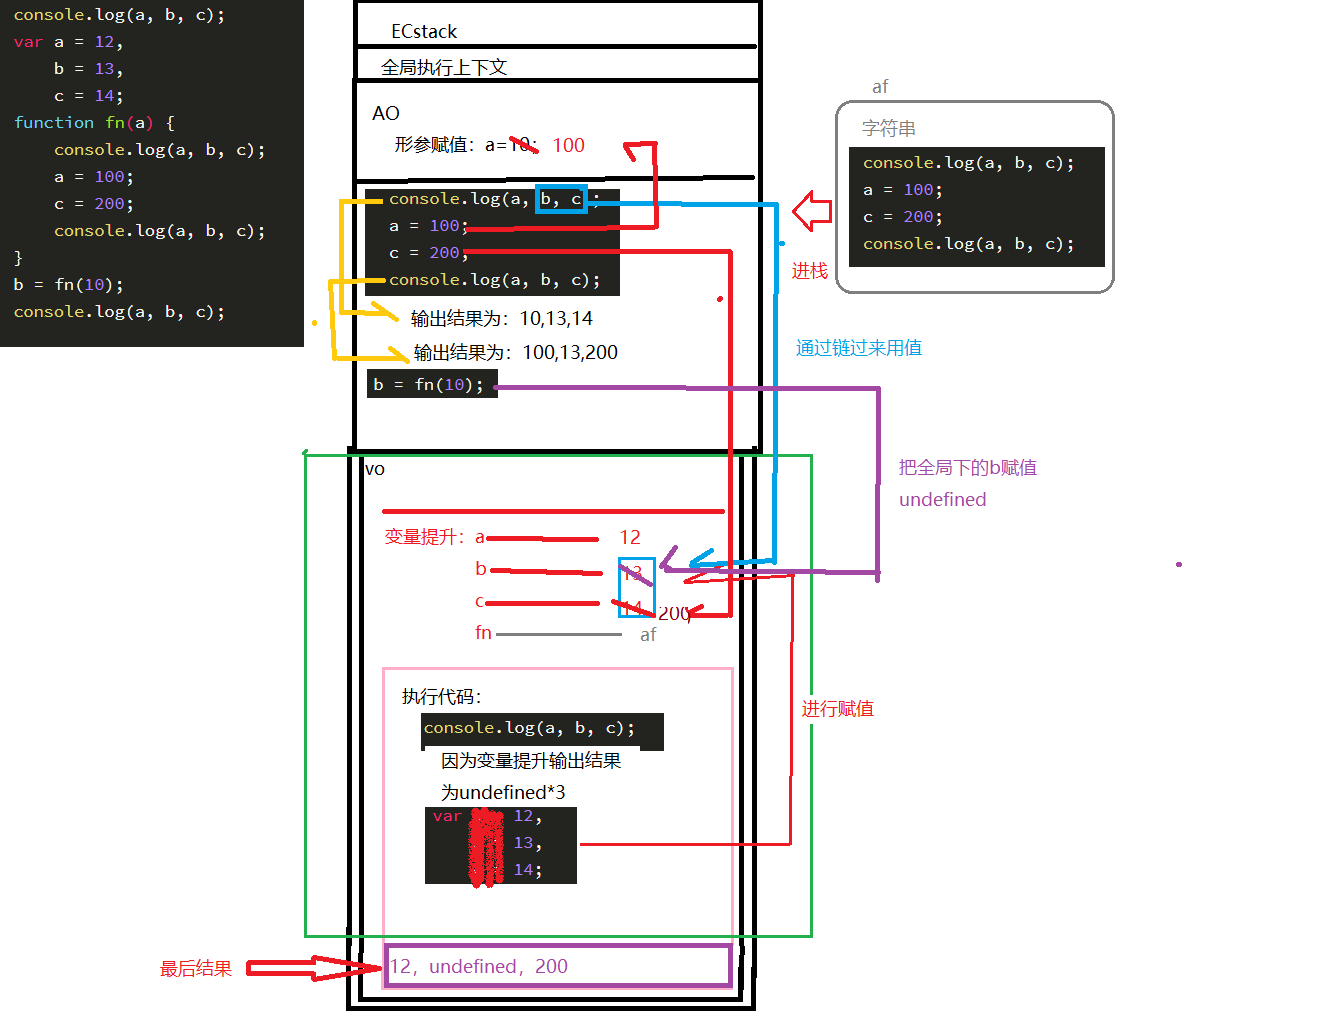 console.log(a, b, c);
var a = 12,
b = 13,
c = 14;
function fn(a) {
console.log(a, b, c);
a = 100;
c = 200;
console.log(a, b, c);
}
b = fn(10);
console.log(a, b, c);
ECstack
全局执行上下文
AO
形参赋值：a=10; 100
console.log(a, b, c);
a = 100;
c = 200;
console.log(a, b, c);
输出结果为：10,13,14
输出结果为：100,13,200
b = fn(10);
af
字符串
console.log(a, b, c);
a = 100;
c = 200;
console.log(a, b, c);
进栈
通过链过来用值
把全局下的b赋值
undefined
vo
变量提升：a 12
b 13
c 14 200
fn af
执行代码：
console.log(a, b, c);
因为变量提升输出结果
为undefined*3
var 12,
13,
14;
进行赋值
最后结果
12，undefined，200